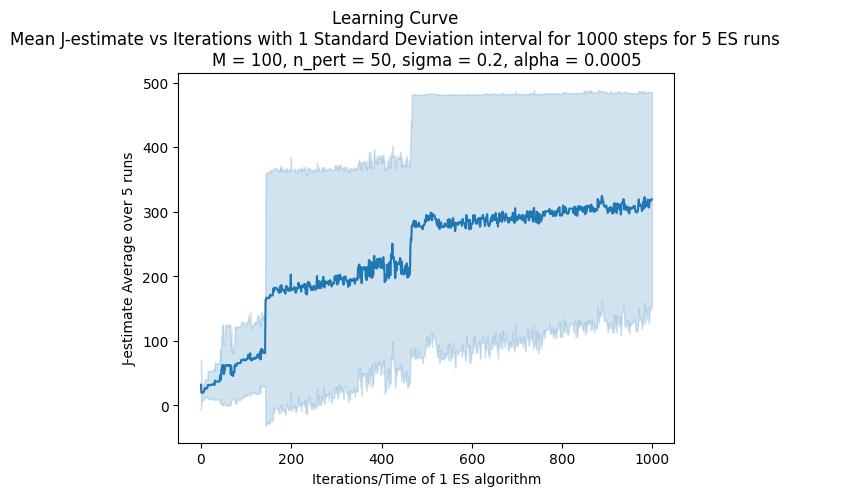 Learning Curve
Mean J-estimate vs Iterations with 1 Standard Deviation interval for 1000 steps for 5 ES runs
M = 100, n_pert = 50, sigma = 0.2, alpha = 0.0005
500
400
300
200
100
0
J-estimate Average over 5 runs
0 200 400 600 800 1000
Iterations/Time of 1 ES algorithm